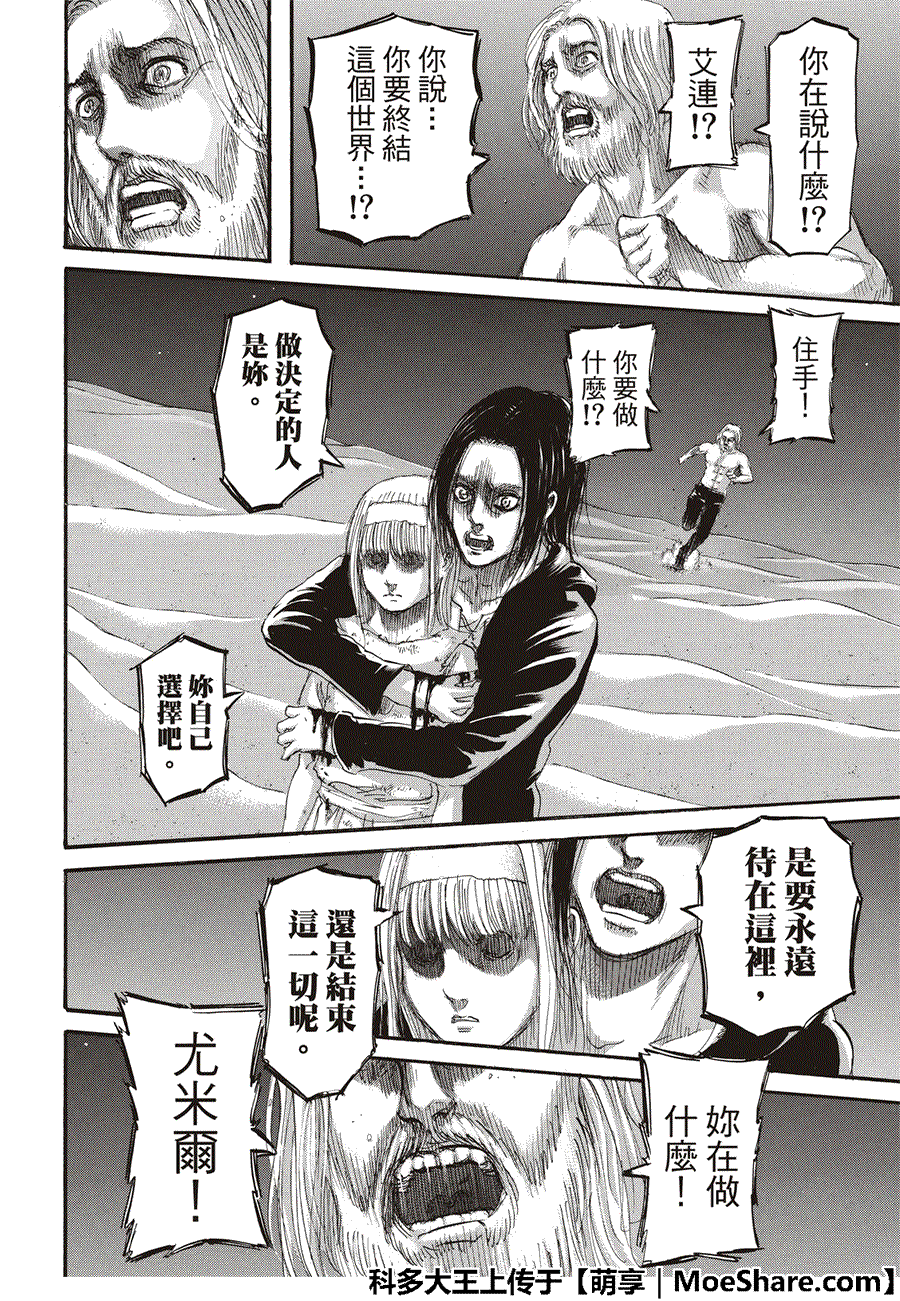 你在說什麼!?
艾連!?
你說…
你要終結
這個世界…
!?
住手！
你要做
什麼!?
做決定的人
是妳。
妳自己
選擇吧。
是要永遠
待在這裡，
還是結束
這一切呢。
妳在做
什麼！
尤米爾！
科多大王上传于【萌享 | MoeShare.com】